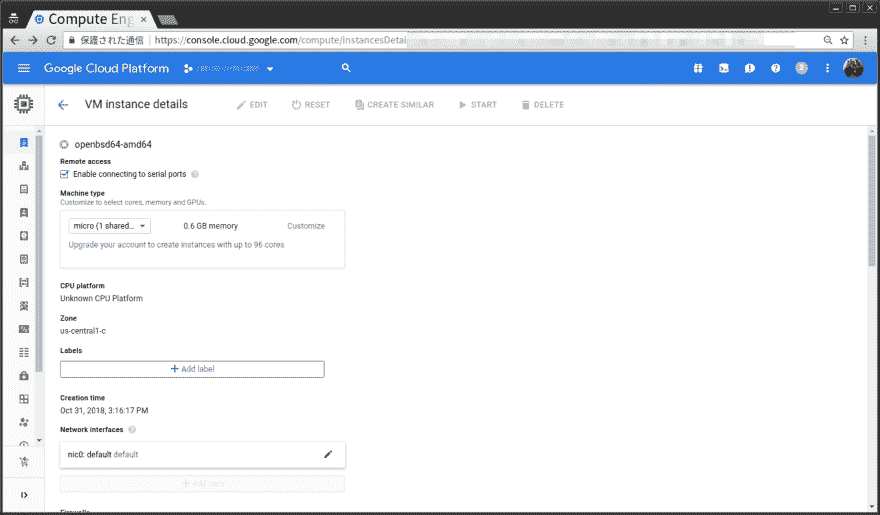 Compute Eng
保護された通信 | https://console.cloud.google.com/compute/instancesDetai
Google Cloud Platform
2
VM instance details
EDIT
RESET
CREATE SIMILAR
START
DELETE
openbsd64-amd64
Remote access
Enable connecting to serial ports
Machine type
Customize to select cores, memory and GPUs.
micro (1 shared...
0.6 GB memory
Customize
Upgrade your account to create instances with up to 96 cores
CPU platform
Unknown CPU Platform
Zone
us-central1-c
Labels
+ Add label
Creation time
Oct 31, 2018, 3:16:17 PM
Network interfaces
nic0: default default
+ Add item
Firewalls